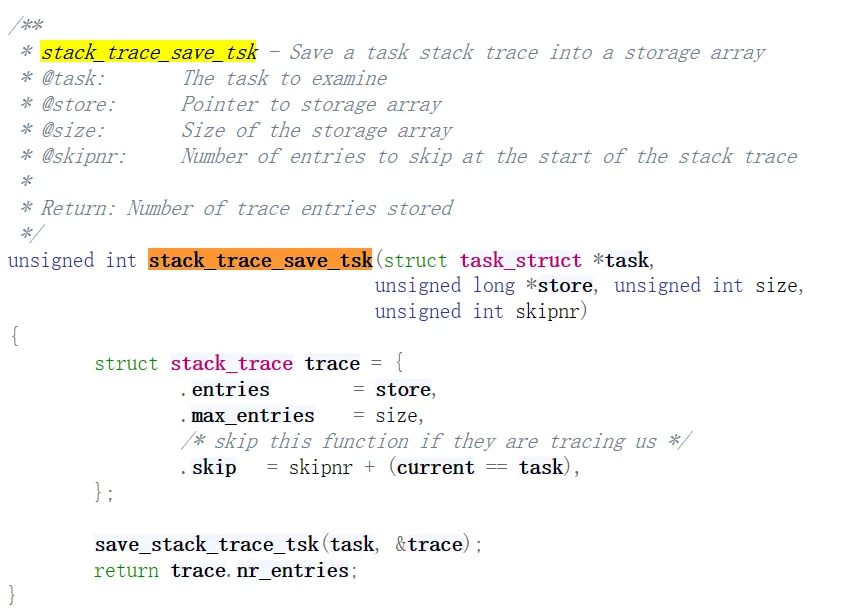 /**
 * stack_trace_save_tsk - Save a task stack trace into a storage array
 * @task:       The task to examine
 * @store:      Pointer to storage array
 * @size:       Size of the storage array
 * @skipnr:     Number of entries to skip at the start of the stack trace
 *
 * Return: Number of trace entries stored
 */
unsigned int stack_trace_save_tsk(struct task_struct *task,
                                  unsigned long *store, unsigned int size,
                                  unsigned int skipnr)
{
        struct stack_trace trace = {
                .entries        = store,
                .max_entries    = size,
                /* skip this function if they are tracing us */
                .skip   = skipnr + (current == task),
        };

        save_stack_trace_tsk(task, &trace);
        return trace.nr_entries;
}